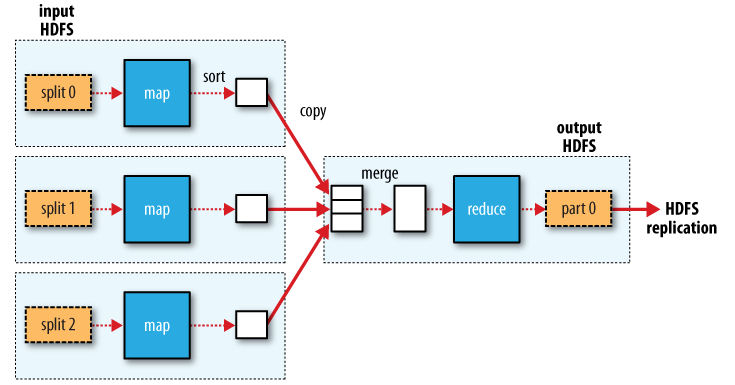 input
HDFS
split 0
map
sort
copy
split 1
map
split 2
map
merge
reduce
output
HDFS
part 0
HDFS
replication